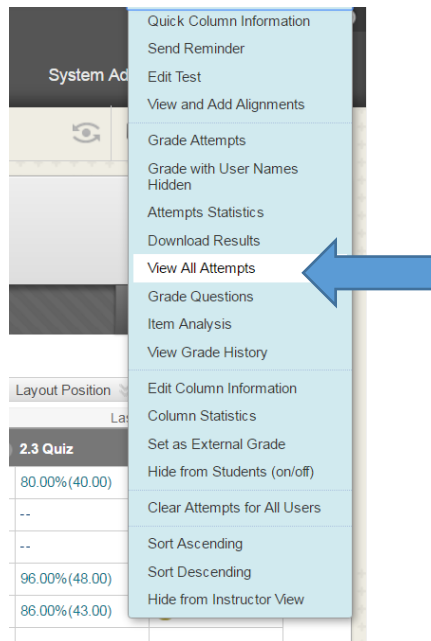 Quick Column Information
Send Reminder
System Ad
Edit Test
View and Add Alignments
Grade Attempts
Grade with User Names
Hidden
Attempts Statistics
Download Results
View All Attempts
Grade Questions
Item Analysis
View Grade History
Layout Position
Edit Column Information
Las
Column Statistics
2.3 Quiz
Set as External Grade
Hide from Students (on/off)
80.00%(40.00)
Clear Attempts for All Users
--
--
Sort Ascending
Sort Descending
96.00%(48.00)
Hide from Instructor View
86.00%(43.00)